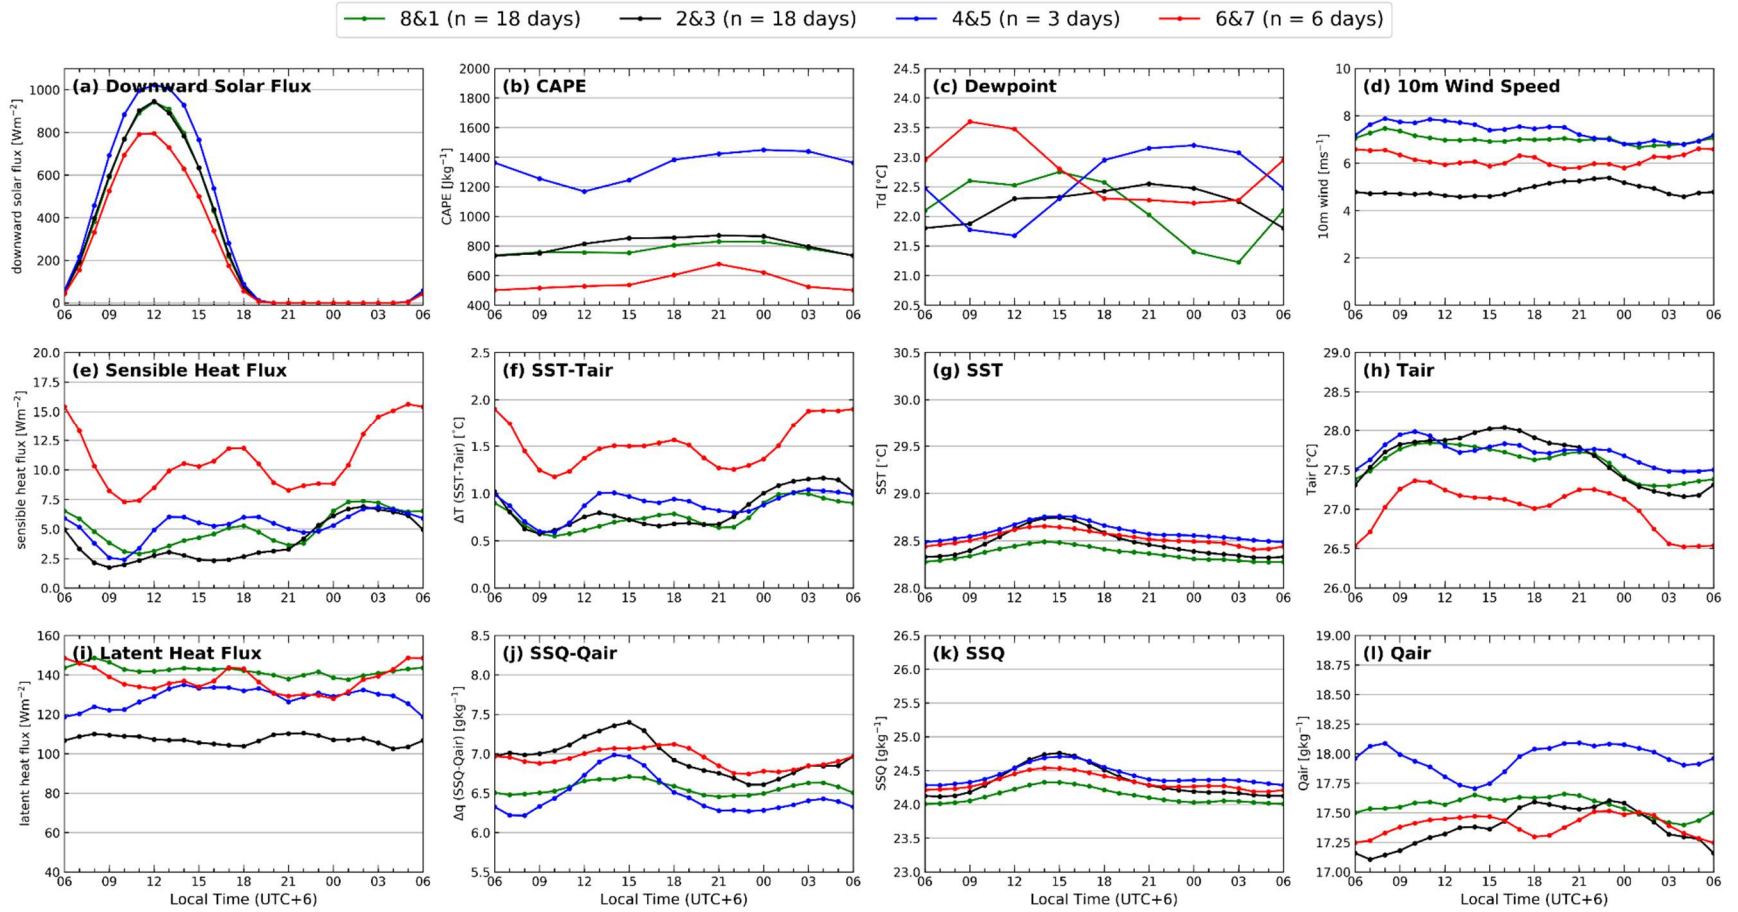 8&1 (n = 18 days) 2&3 (n = 18 days) 4&5 (n = 3 days) 6&7 (n = 6 days)
(a) Downward Solar Flux
downward solar flux [Wm−2]
1000
800
600
400
200
0
06 09 12 15 18 21 00 03 06
(b) CAPE
CAPE [Jkg−1]
2000
1800
1600
1400
1200
1000
800
600
400
06 09 12 15 18 21 00 03 06
(c) Dewpoint
Td [°C]
24.5
24.0
23.5
23.0
22.5
22.0
21.5
21.0
20.5
06 09 12 15 18 21 00 03 06
(d) 10m Wind Speed
10m wind [ms−1]
10
8
6
4
2
0
06 09 12 15 18 21 00 03 06
(e) Sensible Heat Flux
sensible heat flux [Wm−2]
20.0
17.5
15.0
12.5
10.0
7.5
5.0
2.5
0.0
06 09 12 15 18 21 00 03 06
(f) SST-Tair
ΔT (SST-Tair) [°C]
2.5
2.0
1.5
1.0
0.5
0.0
06 09 12 15 18 21 00 03 06
(g) SST
SST [°C]
30.5
30.0
29.5
29.0
28.5
28.0
06 09 12 15 18 21 00 03 06
(h) Tair
Tair [°C]
29.0
28.5
28.0
27.5
27.0
26.5
26.0
06 09 12 15 18 21 00 03 06
(i) Latent Heat Flux
latent heat flux [Wm−2]
160
140
120
100
80
60
40
06 09 12 15 18 21 00 03 06
Local Time (UTC+6)
(j) SSQ-Qair
Δq (SSQ-Qair) [gkg−1]
8.5
8.0
7.5
7.0
6.5
6.0
5.5
06 09 12 15 18 21 00 03 06
Local Time (UTC+6)
(k) SSQ
SSQ [gkg−1]
26.5
26.0
25.5
25.0
24.5
24.0
23.5
23.0
06 09 12 15 18 21 00 03 06
Local Time (UTC+6)
(l) Qair
Qair [gkg−1]
19.00
18.75
18.50
18.25
18.00
17.75
17.50
17.25
17.00
06 09 12 15 18 21 00 03 06
Local Time (UTC+6)